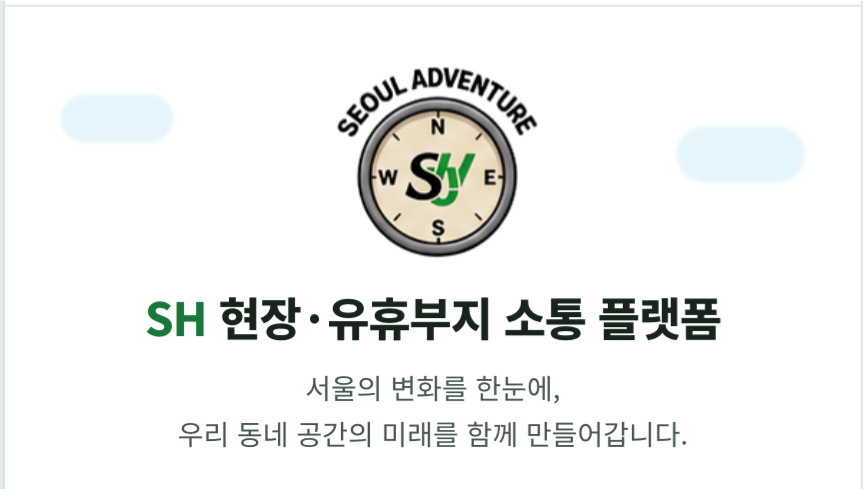 SEOUL ADVENTURE
N
W SH E
S
SH 현장·유휴부지 소통 플랫폼
서울의 변화를 한눈에,
우리 동네 공간의 미래를 함께 만들어갑니다.